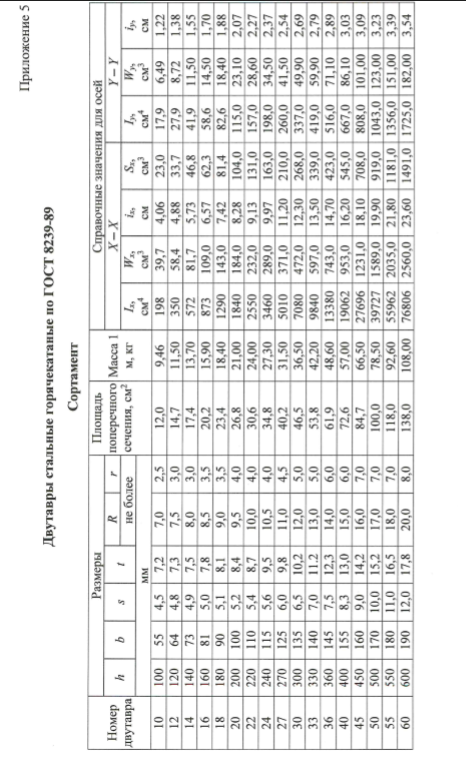 Приложение 5
Двутавры стальные горячекатаные по ГОСТ 8239-89
Сортамент
Номер двутавра | Размеры | Площадь поперечного сечения, см² | Масса 1 м, кг | Справочные значения для осей
X – X | Y – Y
h | b | s | t | R | r | Jx, см⁴ | Wx, см³ | ix, см | Sx, см³ | Jy, см⁴ | Wy, см³ | iy, см
мм | не более
10 | 100 | 55 | 4,5 | 7,2 | 7,0 | 2,5 | 12,0 | 9,46 | 198 | 39,7 | 4,06 | 23,0 | 17,9 | 6,49 | 1,22
12 | 120 | 64 | 4,8 | 7,3 | 7,5 | 3,0 | 14,7 | 11,50 | 350 | 58,4 | 4,88 | 33,7 | 27,9 | 8,72 | 1,38
14 | 140 | 73 | 4,9 | 7,5 | 8,0 | 3,0 | 17,4 | 13,70 | 572 | 81,7 | 5,73 | 46,8 | 41,9 | 11,50 | 1,55
16 | 160 | 81 | 5,0 | 7,8 | 8,5 | 3,5 | 20,2 | 15,90 | 873 | 109,0 | 6,57 | 62,3 | 58,6 | 14,50 | 1,70
18 | 180 | 90 | 5,1 | 8,1 | 9,0 | 3,5 | 23,4 | 18,40 | 1290 | 143,0 | 7,42 | 81,4 | 82,6 | 18,40 | 1,88
20 | 200 | 100 | 5,2 | 8,4 | 9,5 | 4,0 | 26,8 | 21,00 | 1840 | 184,0 | 8,28 | 104,0 | 115,0 | 23,10 | 2,07
22 | 220 | 110 | 5,4 | 8,7 | 10,0 | 4,0 | 30,6 | 24,00 | 2550 | 232,0 | 9,13 | 131,0 | 157,0 | 28,60 | 2,27
24 | 240 | 115 | 5,6 | 9,5 | 10,5 | 4,0 | 34,8 | 27,30 | 3460 | 289,0 | 9,97 | 163,0 | 198,0 | 34,50 | 2,37
27 | 270 | 125 | 6,0 | 9,8 | 11,0 | 4,5 | 40,2 | 31,50 | 5010 | 371,0 | 11,20 | 210,0 | 260,0 | 41,50 | 2,54
30 | 300 | 135 | 6,5 | 10,2 | 12,0 | 5,0 | 46,5 | 36,50 | 7080 | 472,0 | 12,30 | 268,0 | 337,0 | 49,90 | 2,69
33 | 330 | 140 | 7,0 | 11.2 | 13,0 | 5,0 | 53,8 | 42,20 | 9840 | 597,0 | 13,50 | 339,0 | 419,0 | 59,90 | 2,79
36 | 360 | 145 | 7,5 | 12,3 | 14,0 | 6,0 | 61,9 | 48,60 | 13380 | 743,0 | 14,70 | 423,0 | 516,0 | 71,10 | 2,89
40 | 400 | 155 | 8,3 | 13,0 | 15,0 | 6,0 | 72,6 | 57,00 | 19062 | 953,0 | 16,20 | 545,0 | 667,0 | 86,10 | 3,03
45 | 450 | 160 | 9,0 | 14,2 | 16,0 | 7,0 | 84,7 | 66,50 | 27696 | 1231,0 | 18,10 | 708,0 | 808,0 | 101,00 | 3,09
50 | 500 | 170 | 10,0 | 15,2 | 17,0 | 7,0 | 100,0 | 78,50 | 39727 | 1589,0 | 19,90 | 919,0 | 1043,0 | 123,00 | 3,23
55 | 550 | 180 | 11,0 | 16,5 | 18,0 | 7,0 | 118,0 | 92,60 | 55962 | 2035,0 | 21,80 | 1181,0 | 1356,0 | 151,00 | 3,39
60 | 600 | 190 | 12,0 | 17,8 | 20,0 | 8,0 | 138,0 | 108,00 | 76806 | 2560,0 | 23,60 | 1491,0 | 1725,0 | 182,00 | 3,54